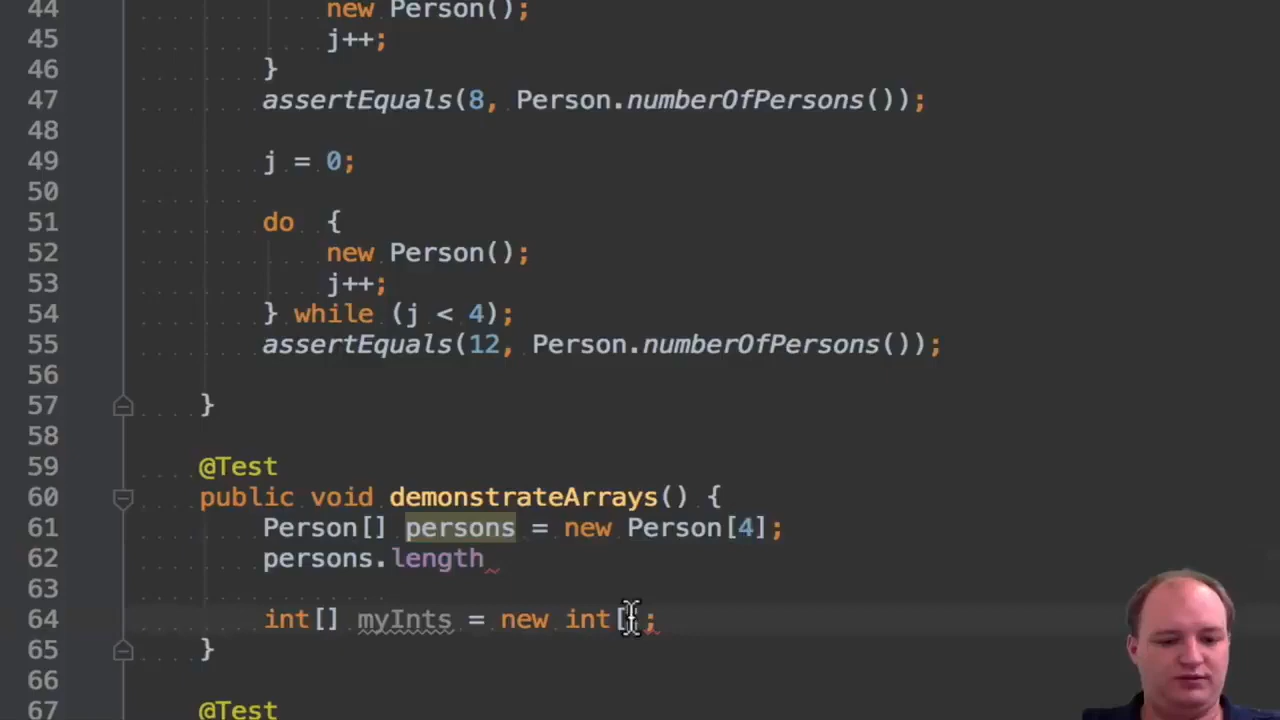 44 new Person();
45 j++;
46 }
47 assertEquals(8, Person.numberOfPersons());
48
49 j = 0;
50
51 do {
52 new Person();
53 j++;
54 } while (j < 4);
55 assertEquals(12, Person.numberOfPersons());
56
57 }
58
59 @Test
60 public void demonstrateArrays() {
61 Person[] persons = new Person[4];
62 persons.length
63
64 int[] myInts = new int[;
65 }
66
67 @Test